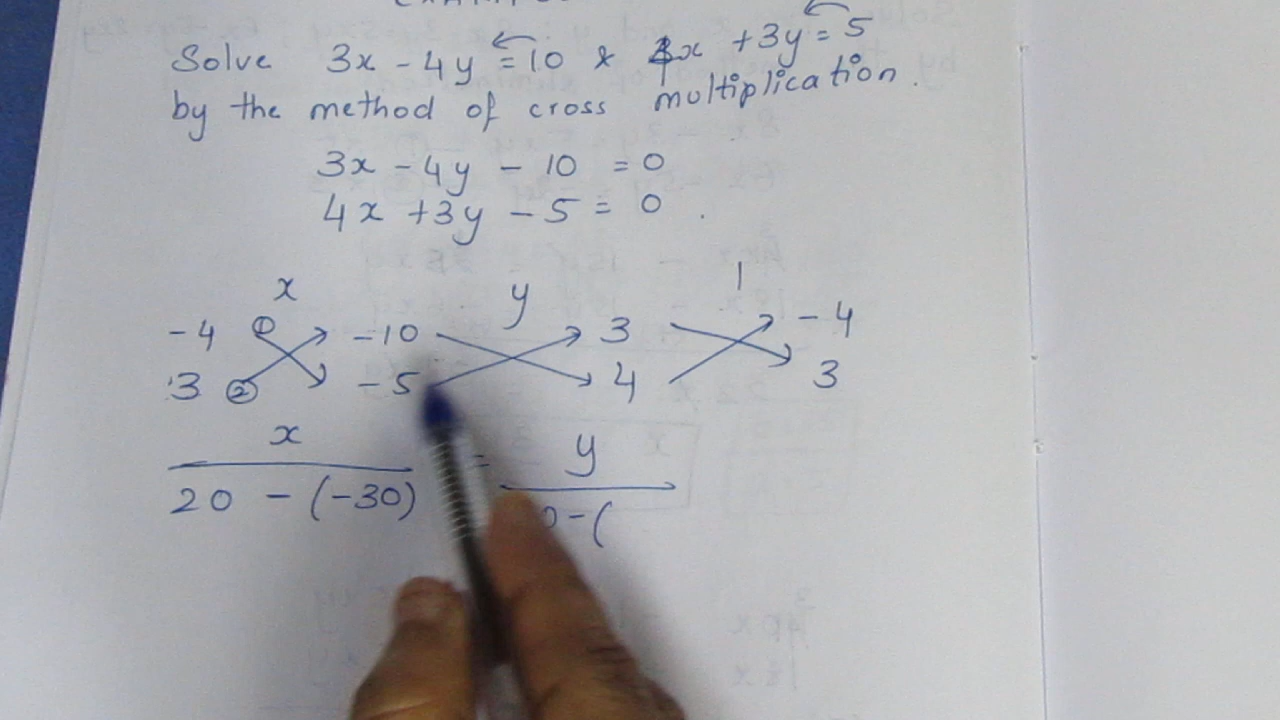 Solve 3x - 4y = 10 & 4x + 3y = 5
by the method of cross multiplication.
3x - 4y - 10 = 0
4x + 3y - 5 = 0
x y 1
-4 ① -10 3 -4
3 ② -5 4 3
x = y
20 - (-30) 0 - (